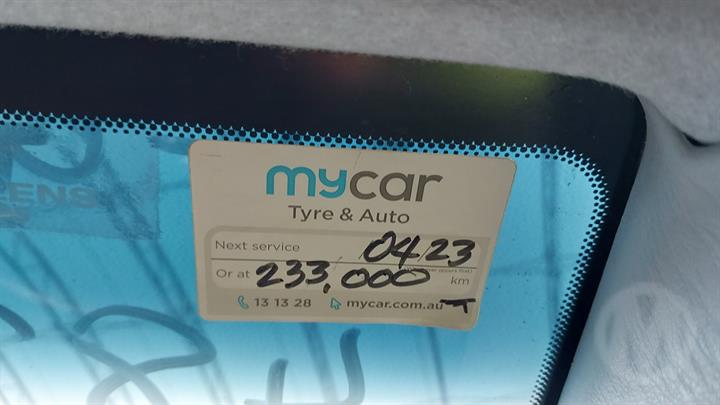 mycar
Tyre & Auto
Next service 04/23
Or at 233,000 km
13 13 28 mycar.com.au